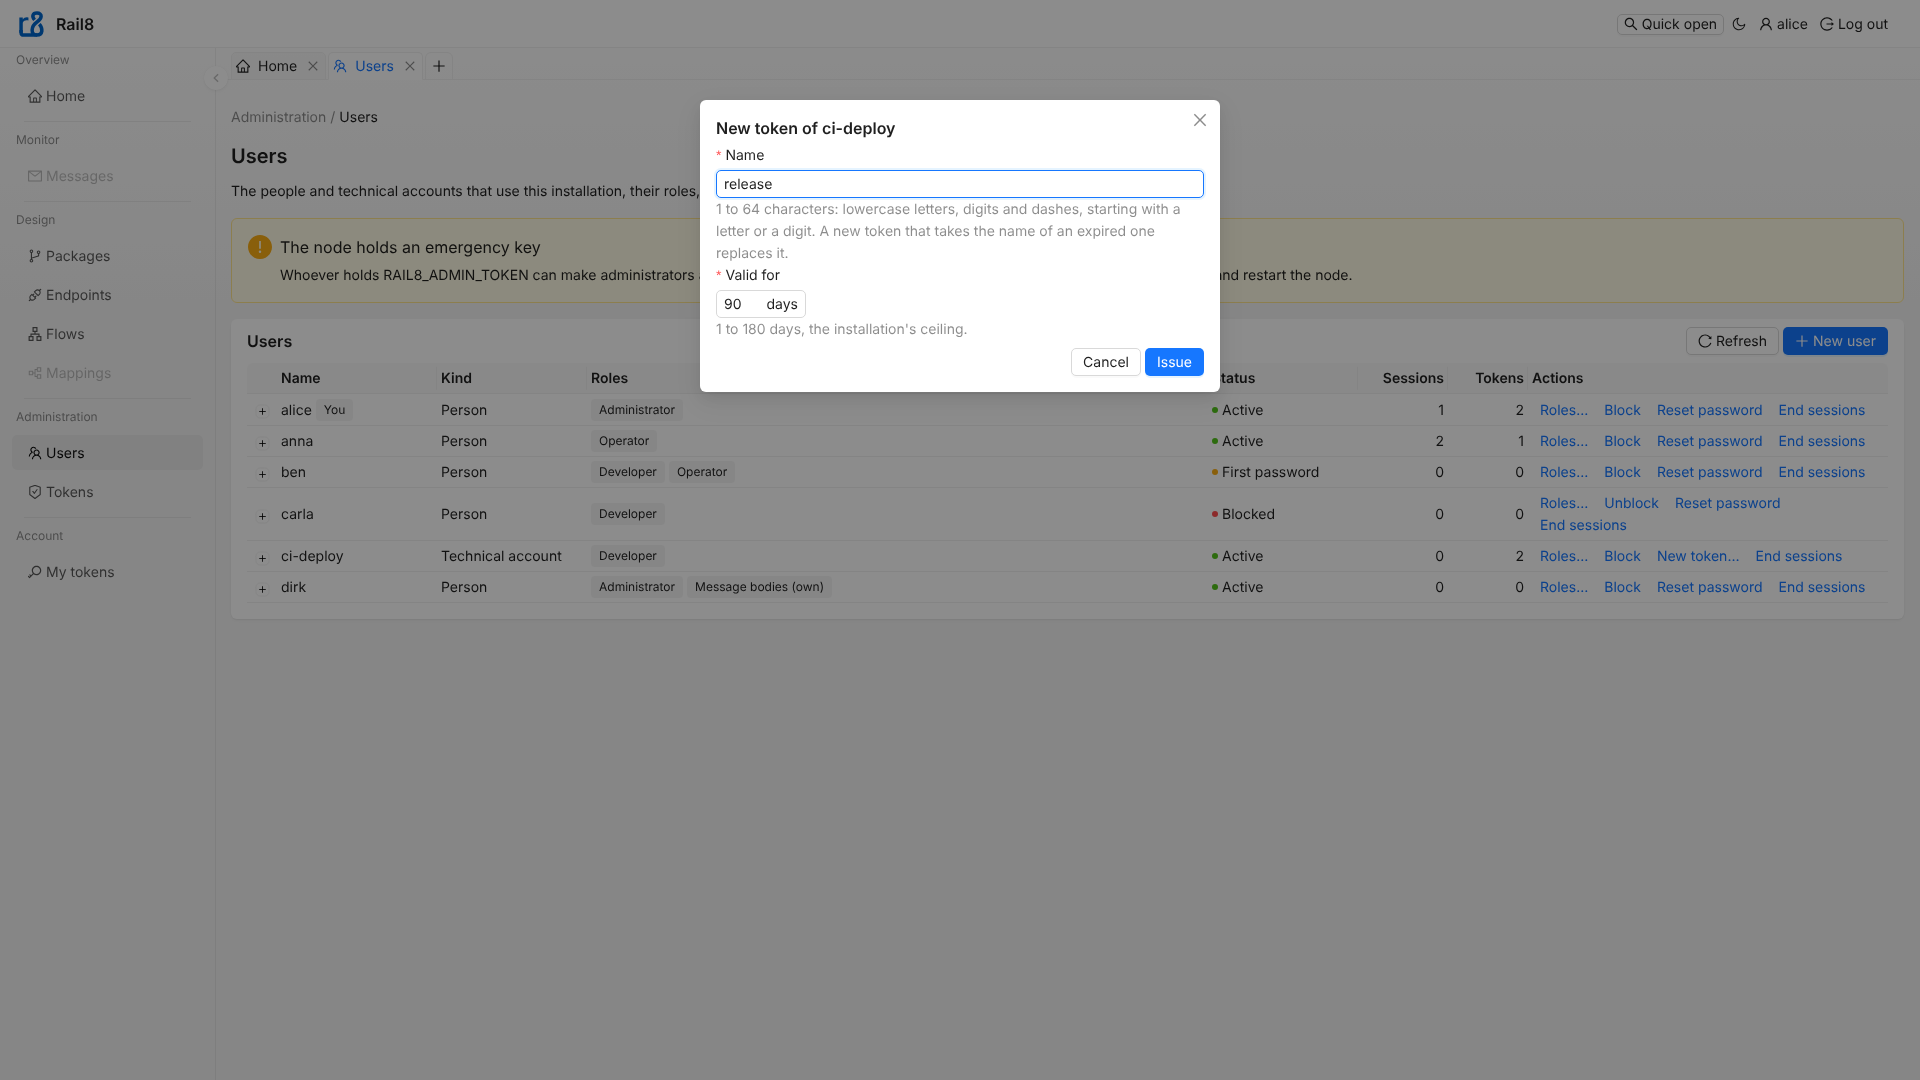 Rail8
Quick open
alice
Log out
Overview
Home
Monitor
Messages
Design
Packages
Endpoints
Flows
Mappings
Administration
Users
Tokens
Account
My tokens
Home
Users
Administration / Users
Users
The people and technical accounts that use this installation, their roles,
The node holds an emergency key
Whoever holds RAIL8_ADMIN_TOKEN can make administrators
and restart the node.
New token of ci-deploy
* Name
release
1 to 64 characters: lowercase letters, digits and dashes, starting with a
letter or a digit. A new token that takes the name of an expired one
replaces it.
* Valid for
90 days
1 to 180 days, the installation's ceiling.
Cancel
Issue
Users
Refresh
New user
Name Kind Roles Sessions Tokens Actions
alice You Person Administrator Active 1 2 Roles... Block Reset password End sessions
anna Person Operator Active 2 1 Roles... Block Reset password End sessions
ben Person Developer Operator First password 0 0 Roles... Block Reset password End sessions
carla Person Developer Blocked 0 0 Roles... Unblock Reset password
End sessions
ci-deploy Technical account Developer Active 0 2 Roles... Block New token... End sessions
dirk Person Administrator Message bodies (own) Active 0 0 Roles... Block Reset password End sessions